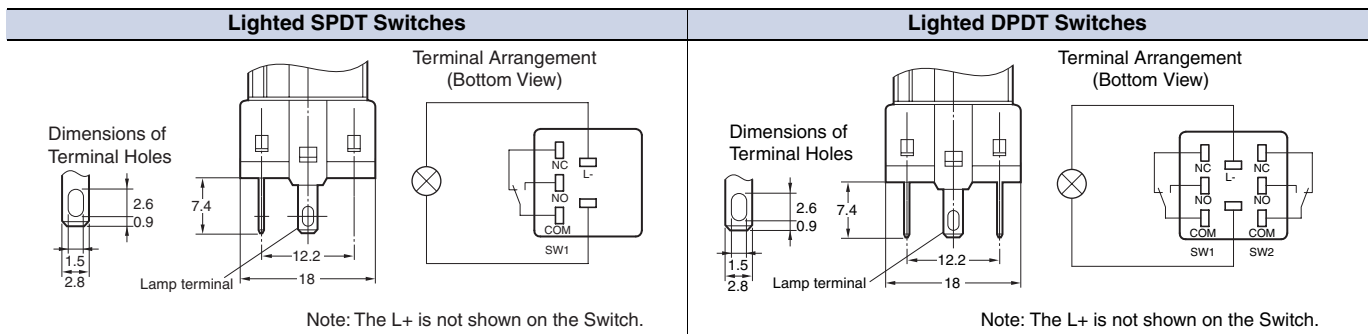 Lighted SPDT Switches
Terminal Arrangement
(Bottom View)
Dimensions of
Terminal Holes
2.6
0.9
1.5
2.8
7.4
12.2
18
Lamp terminal
NC
L-
NO
COM
SW1
Note: The L+ is not shown on the Switch.
Lighted DPDT Switches
Terminal Arrangement
(Bottom View)
Dimensions of
Terminal Holes
2.6
0.9
1.5
2.8
7.4
12.2
18
Lamp terminal
NC
L-
NC
NO
NO
COM
COM
SW1
SW2
Note: The L+ is not shown on the Switch.